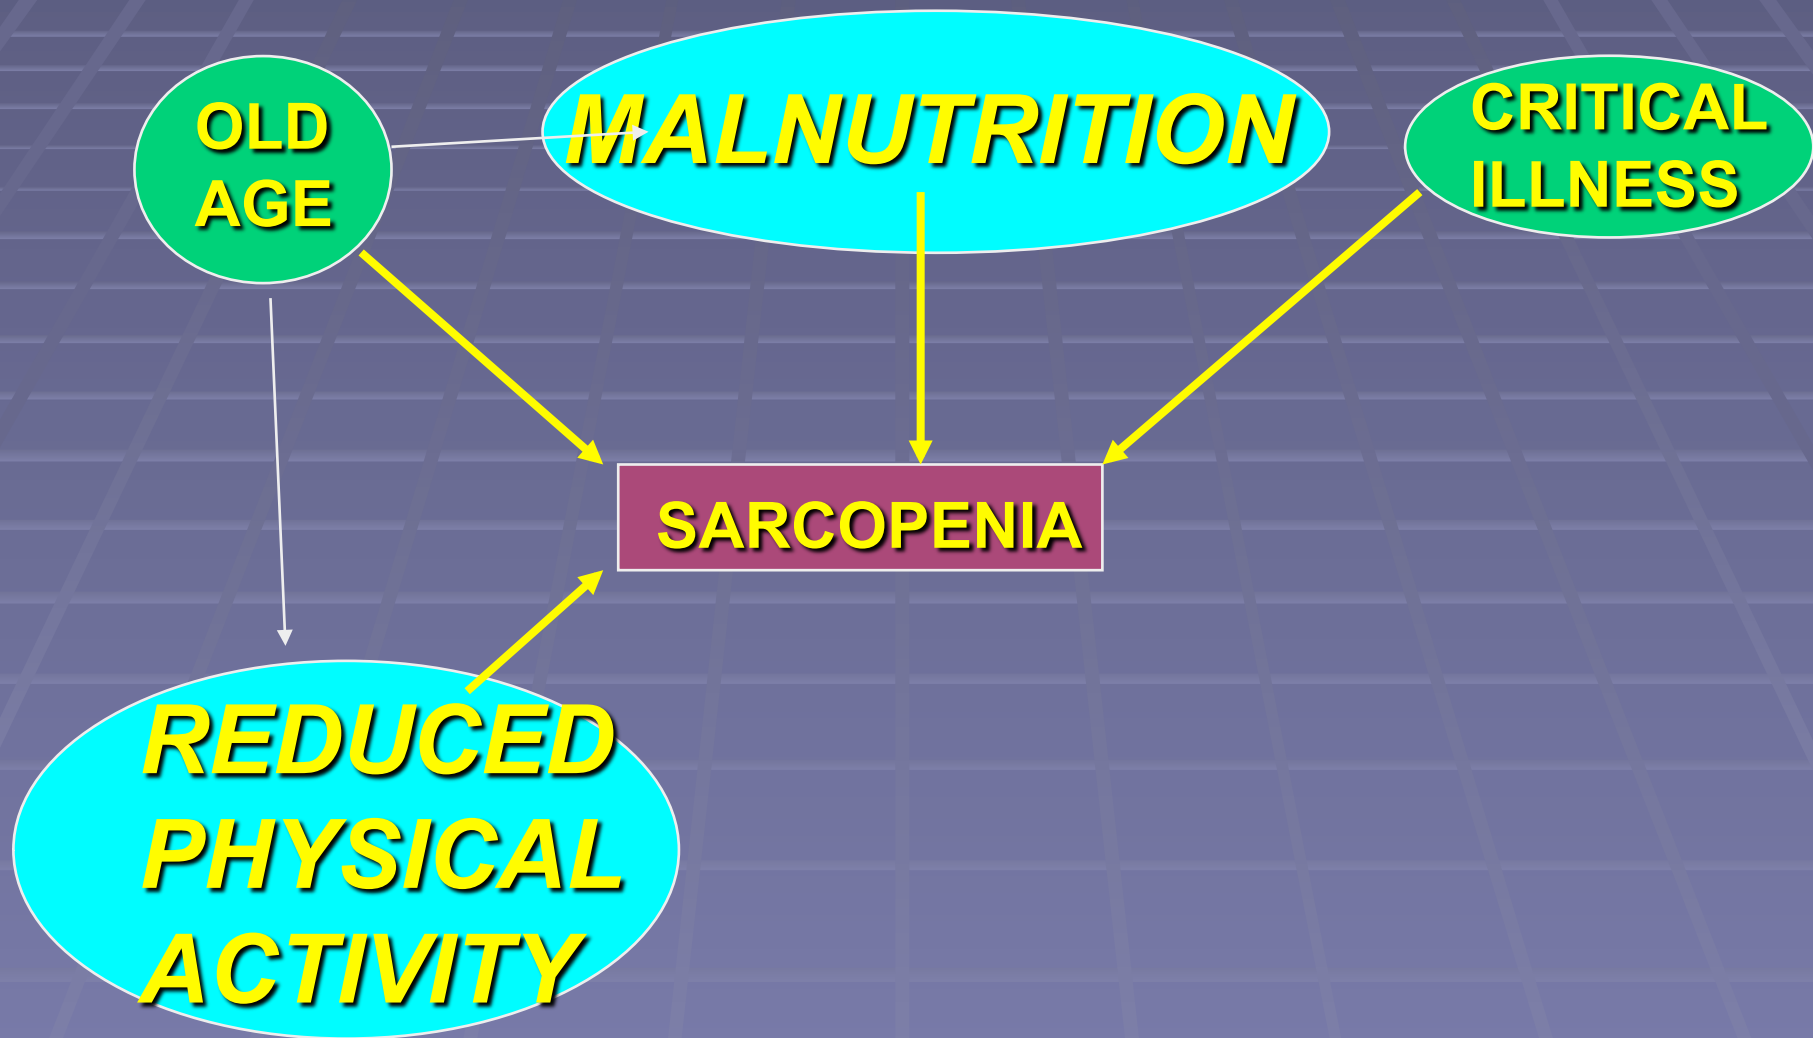 OLD
AGE
MALNUTRITION
CRITICAL
ILLNESS
SARCOPENIA
REDUCED
PHYSICAL
ACTIVITY